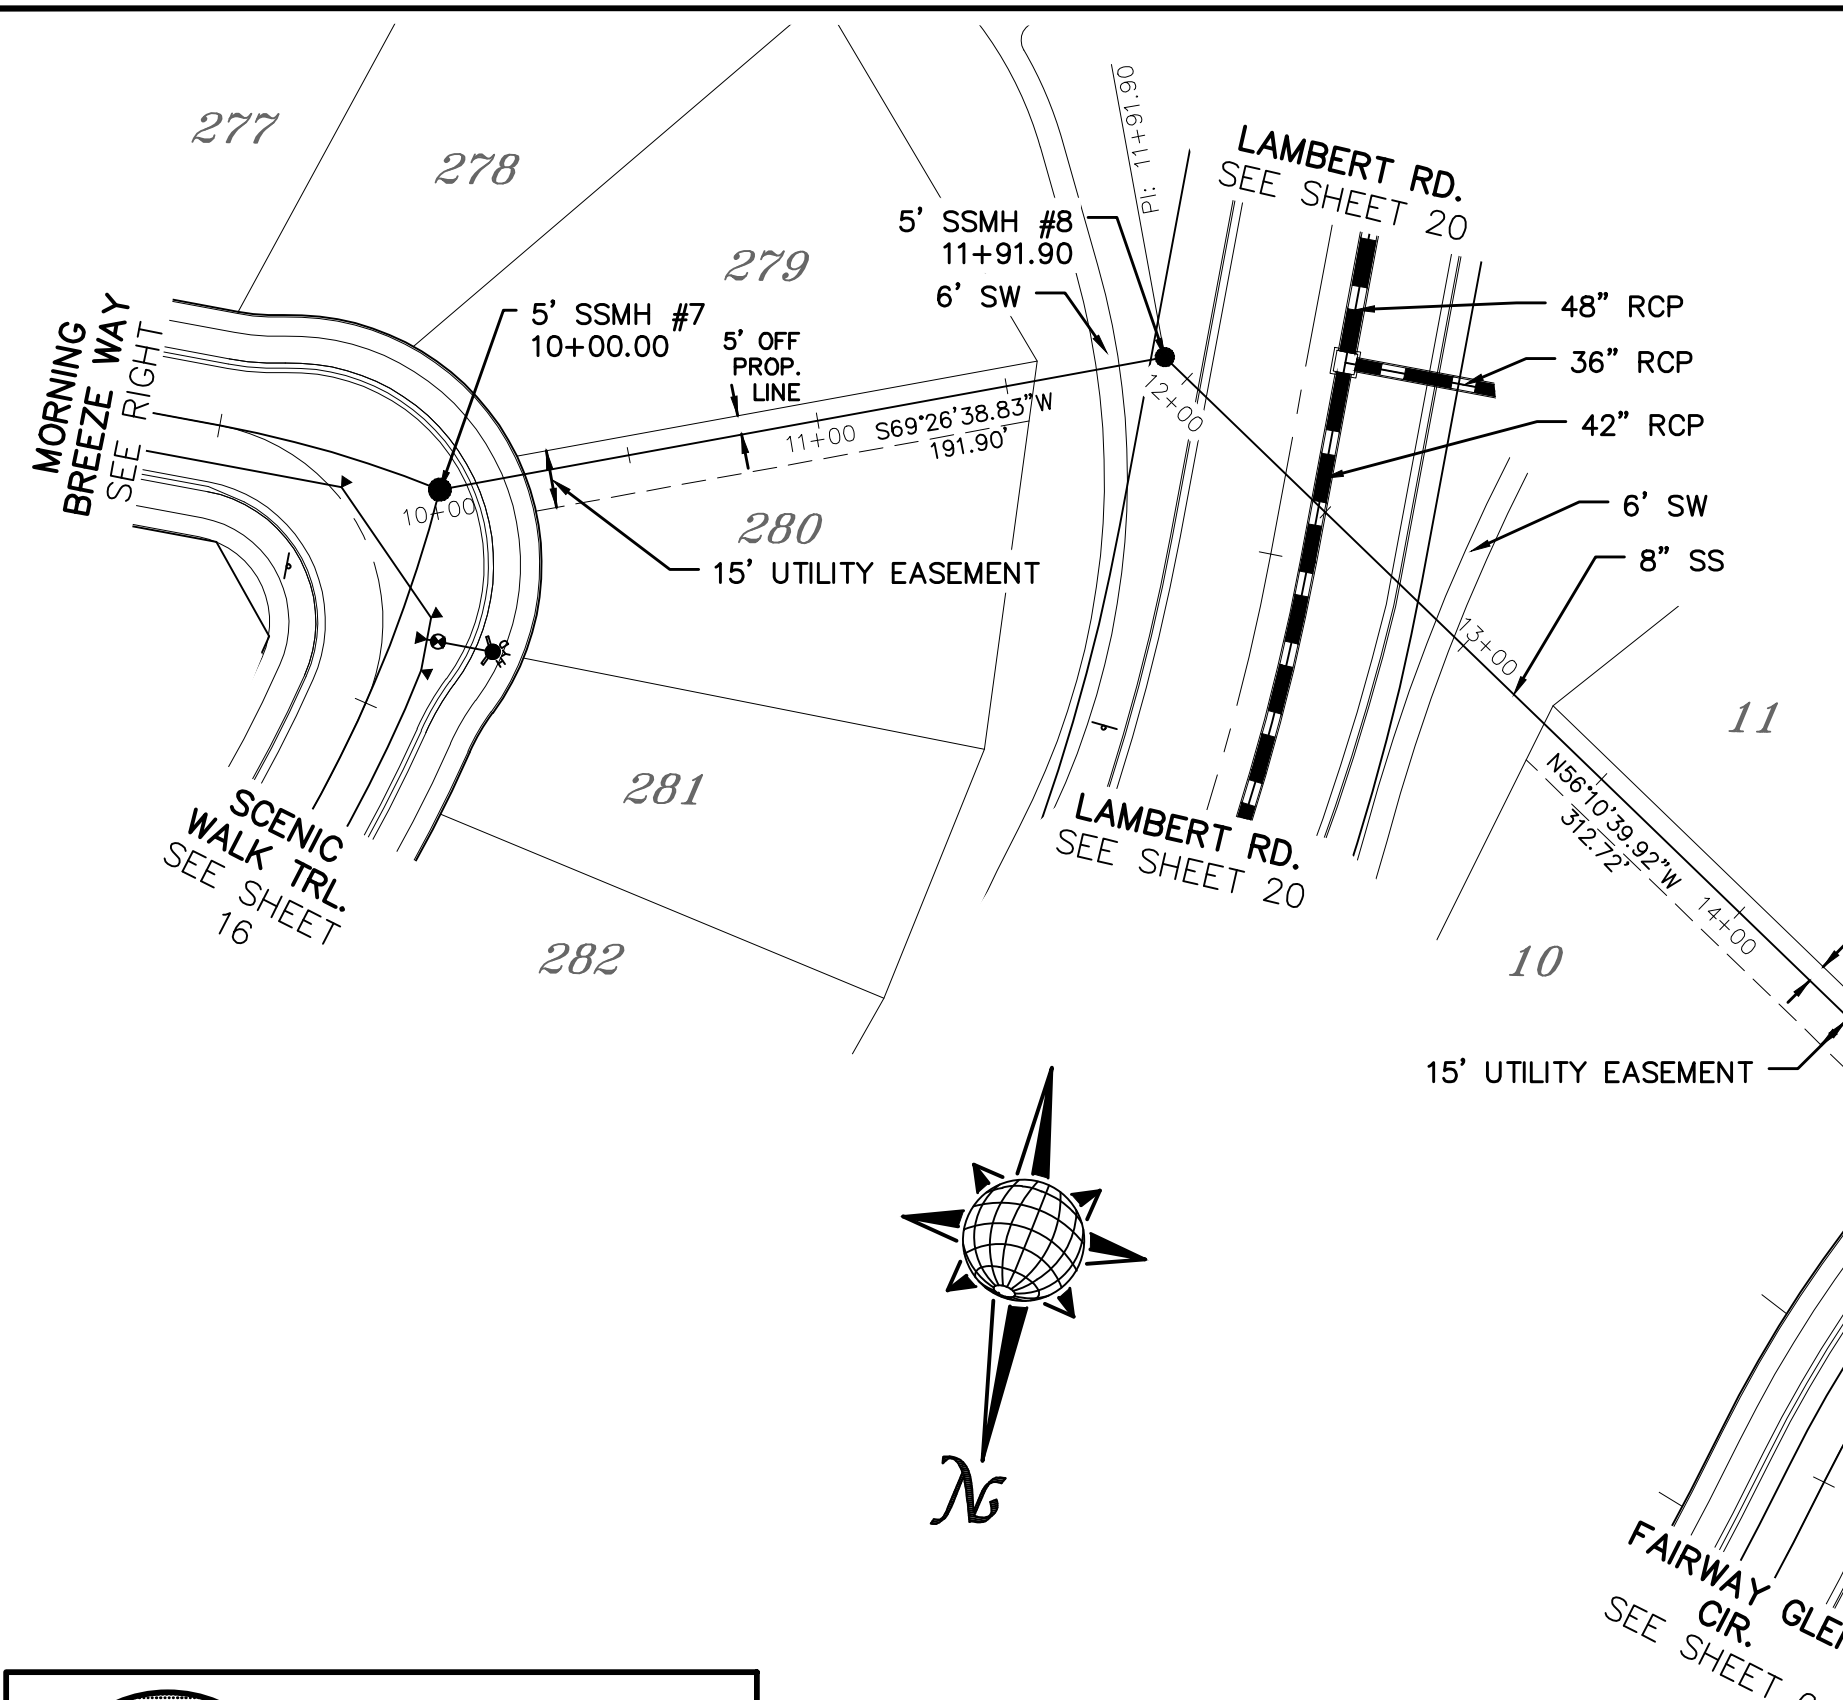 277
278
279
PI: 11+91.90
LAMBERT RD.
SEE SHEET 20
5' SSMH #8
11+91.90
6' SW
MORNING
BREEZE WAY
SEE RIGHT
5' SSMH #7
10+00.00
5' OFF
PROP.
LINE
48" RCP
36" RCP
42" RCP
12+00
11+00
S69°26'38.83"W
191.90'
10+00
280
15' UTILITY EASEMENT
6' SW
8" SS
13+00
11
281
SCENIC
WALK TRL.
SEE SHEET
16
LAMBERT RD.
SEE SHEET 20
N56°10'39.92"W
312.72'
14+00
282
10
15' UTILITY EASEMENT
N
FAIRWAY GLE
CIR.
SEE SHEET